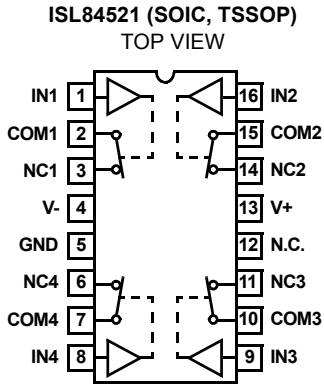 ISL84521 (SOIC, TSSOP)
TOP VIEW
IN1 1 16 IN2
COM1 2 15 COM2
NC1 3 14 NC2
V- 4 13 V+
GND 5 12 N.C.
NC4 6 11 NC3
COM4 7 10 COM3
IN4 8 9 IN3